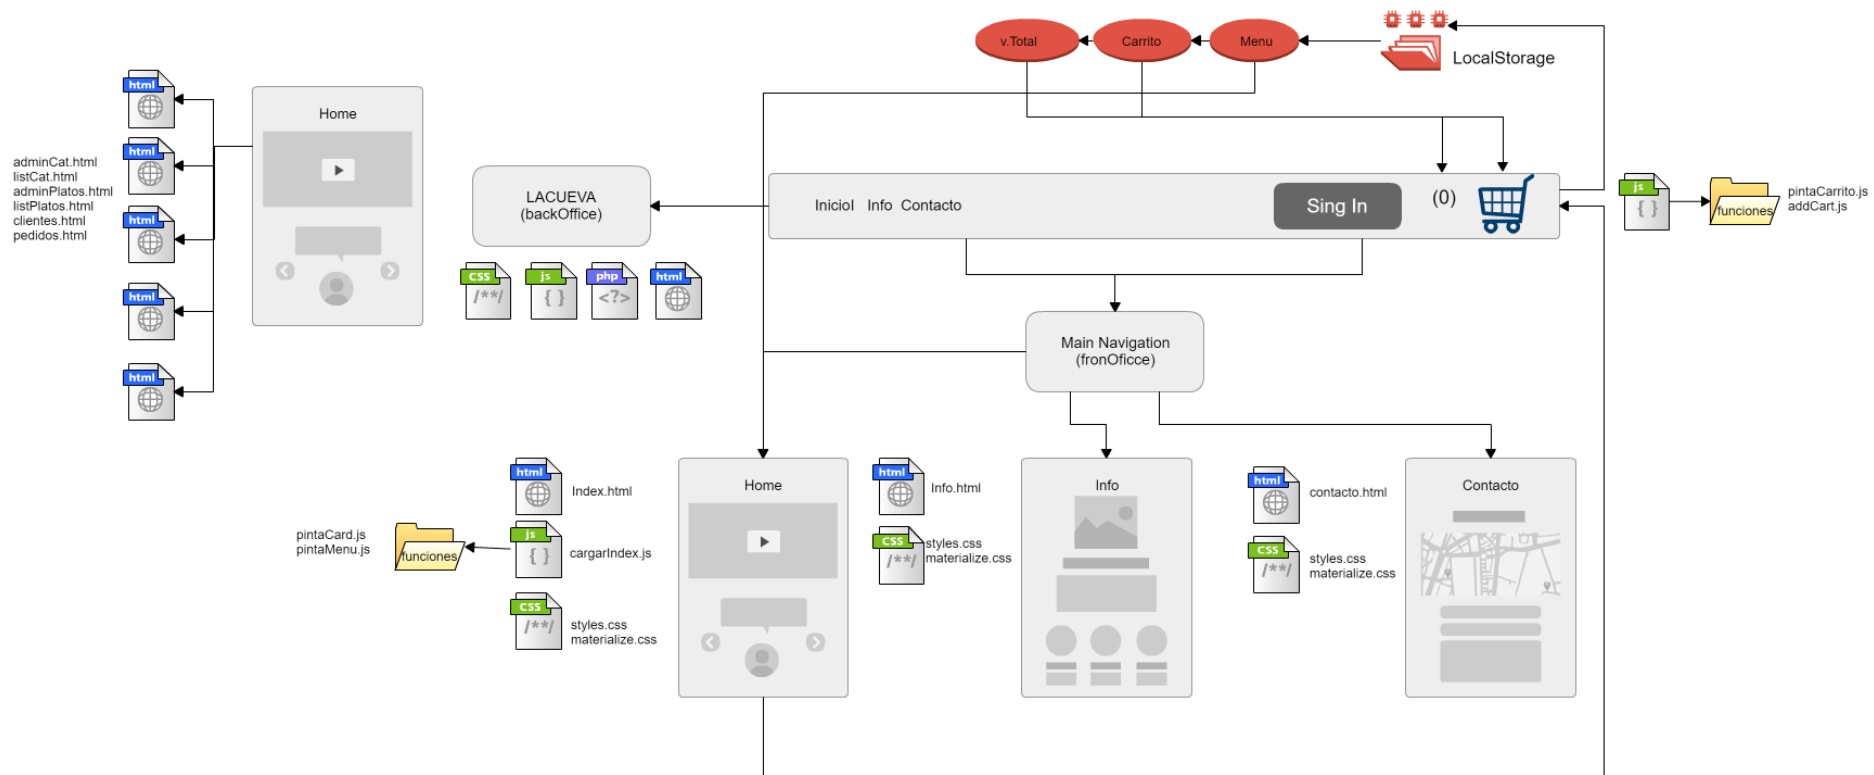 v.Total
Carrito
Menu
LocalStorage
html
Home
html
adminCat.html
listCat.html
adminPlatos.html
listPlatos.html
clientes.html
pedidos.html
html
html
html
LACUEVA
(backOffice)
css
/**/
js
{ }
php
<?>
html
Iniciol Info Contacto
Sing In
(0)
js
{ }
funciones
pintaCarrito.js
addCart.js
Main Navigation
(fronOficce)
html
Index.html
pintaCard.js
pintaMenu.js
funciones
js
{ }
cargarIndex.js
css
/**/
styles.css
materialize.css
Home
html
Info.html
css
/**/
styles.css
materialize.css
Info
html
contacto.html
css
/**/
styles.css
materialize.css
Contacto